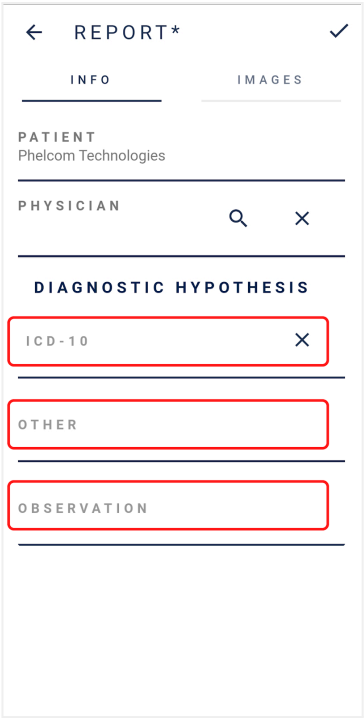 REPORT*
INFO IMAGES
PATIENT
Phelcom Technologies
PHYSICIAN
DIAGNOSTIC HYPOTHESIS
ICD-10
OTHER
OBSERVATION